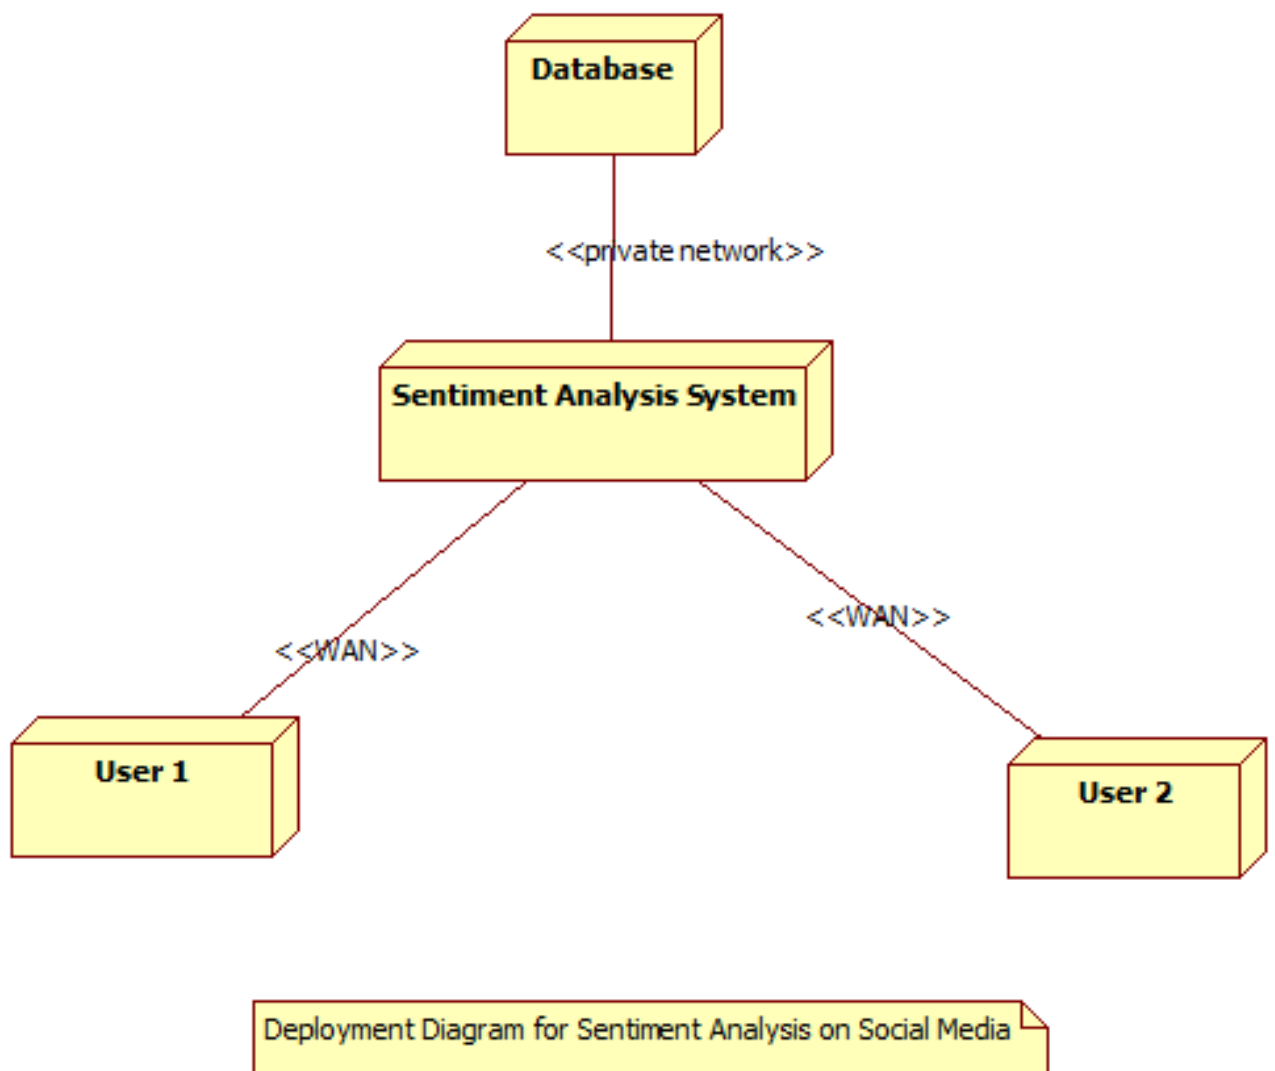 Database
<<private network>>
Sentiment Analysis System
<<WAN>>
<<WAN>>
User 1
User 2
Deployment Diagram for Sentiment Analysis on Social Media